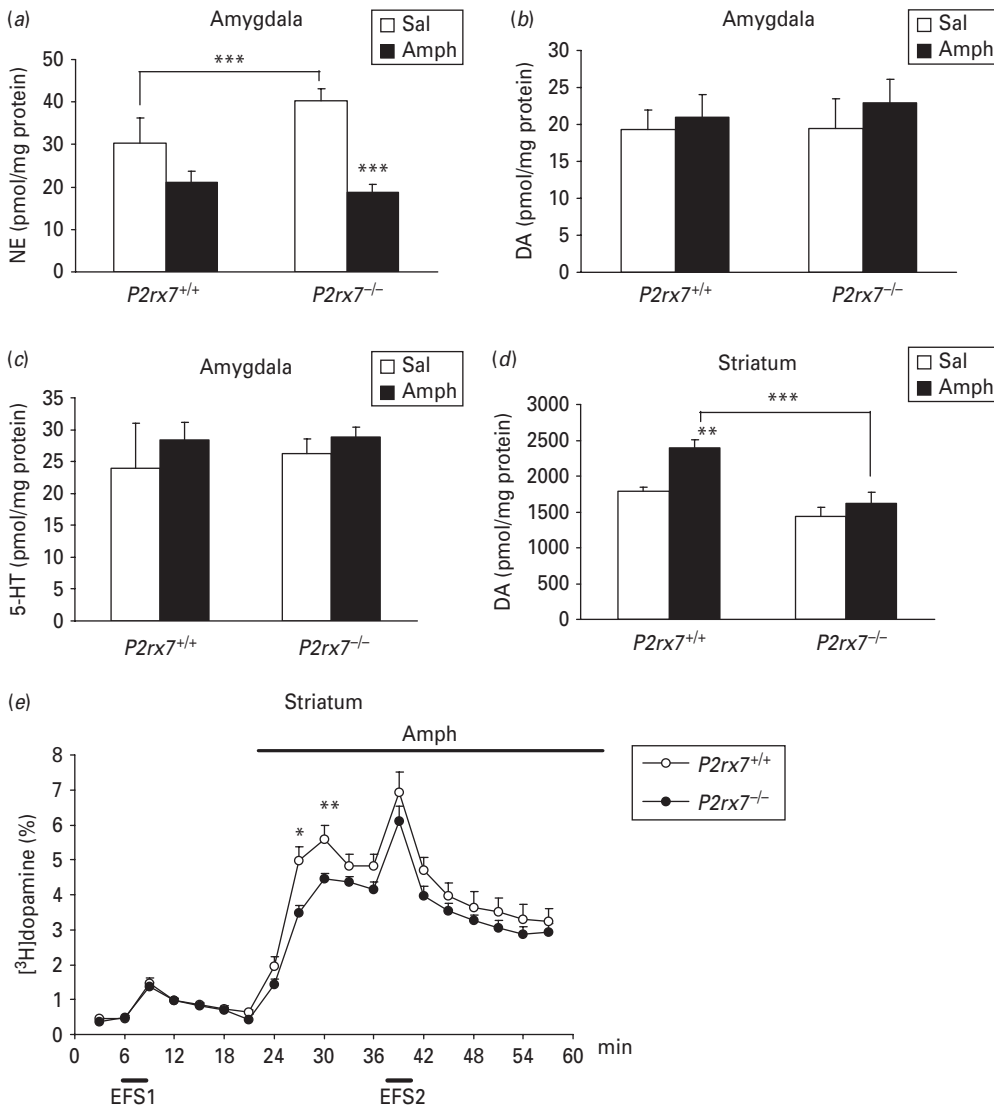 (a)
Amygdala
Sal
Amph
NE (pmol/mg protein)
50
40
30
20
10
0
***
***
P2rx7+/+
P2rx7−/−
(b)
Amygdala
Sal
Amph
DA (pmol/mg protein)
30
25
20
15
10
5
0
P2rx7+/+
P2rx7−/−
(c)
Amygdala
Sal
Amph
5-HT (pmol/mg protein)
35
30
25
20
15
10
5
0
P2rx7+/+
P2rx7−/−
(d)
Striatum
Sal
Amph
DA (pmol/mg protein)
3000
2500
2000
1500
1000
500
0
***
**
P2rx7+/+
P2rx7−/−
(e)
Striatum
Amph
P2rx7+/+
P2rx7−/−
[³H]dopamine (%)
8
7
6
5
4
3
2
1
0
*
**
0 6 12 18 24 30 36 42 48 54 60 min
EFS1
EFS2